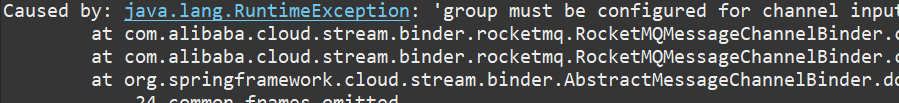 Caused by: java.lang.RuntimeException: 'group must be configured for channel input
at com.alibaba.cloud.stream.binder.rocketmq.RocketMQMessageChannelBinder.c
at com.alibaba.cloud.stream.binder.rocketmq.RocketMQMessageChannelBinder.c
at org.springframework.cloud.stream.binder.AbstractMessageChannelBinder.do
24 common frames omitted